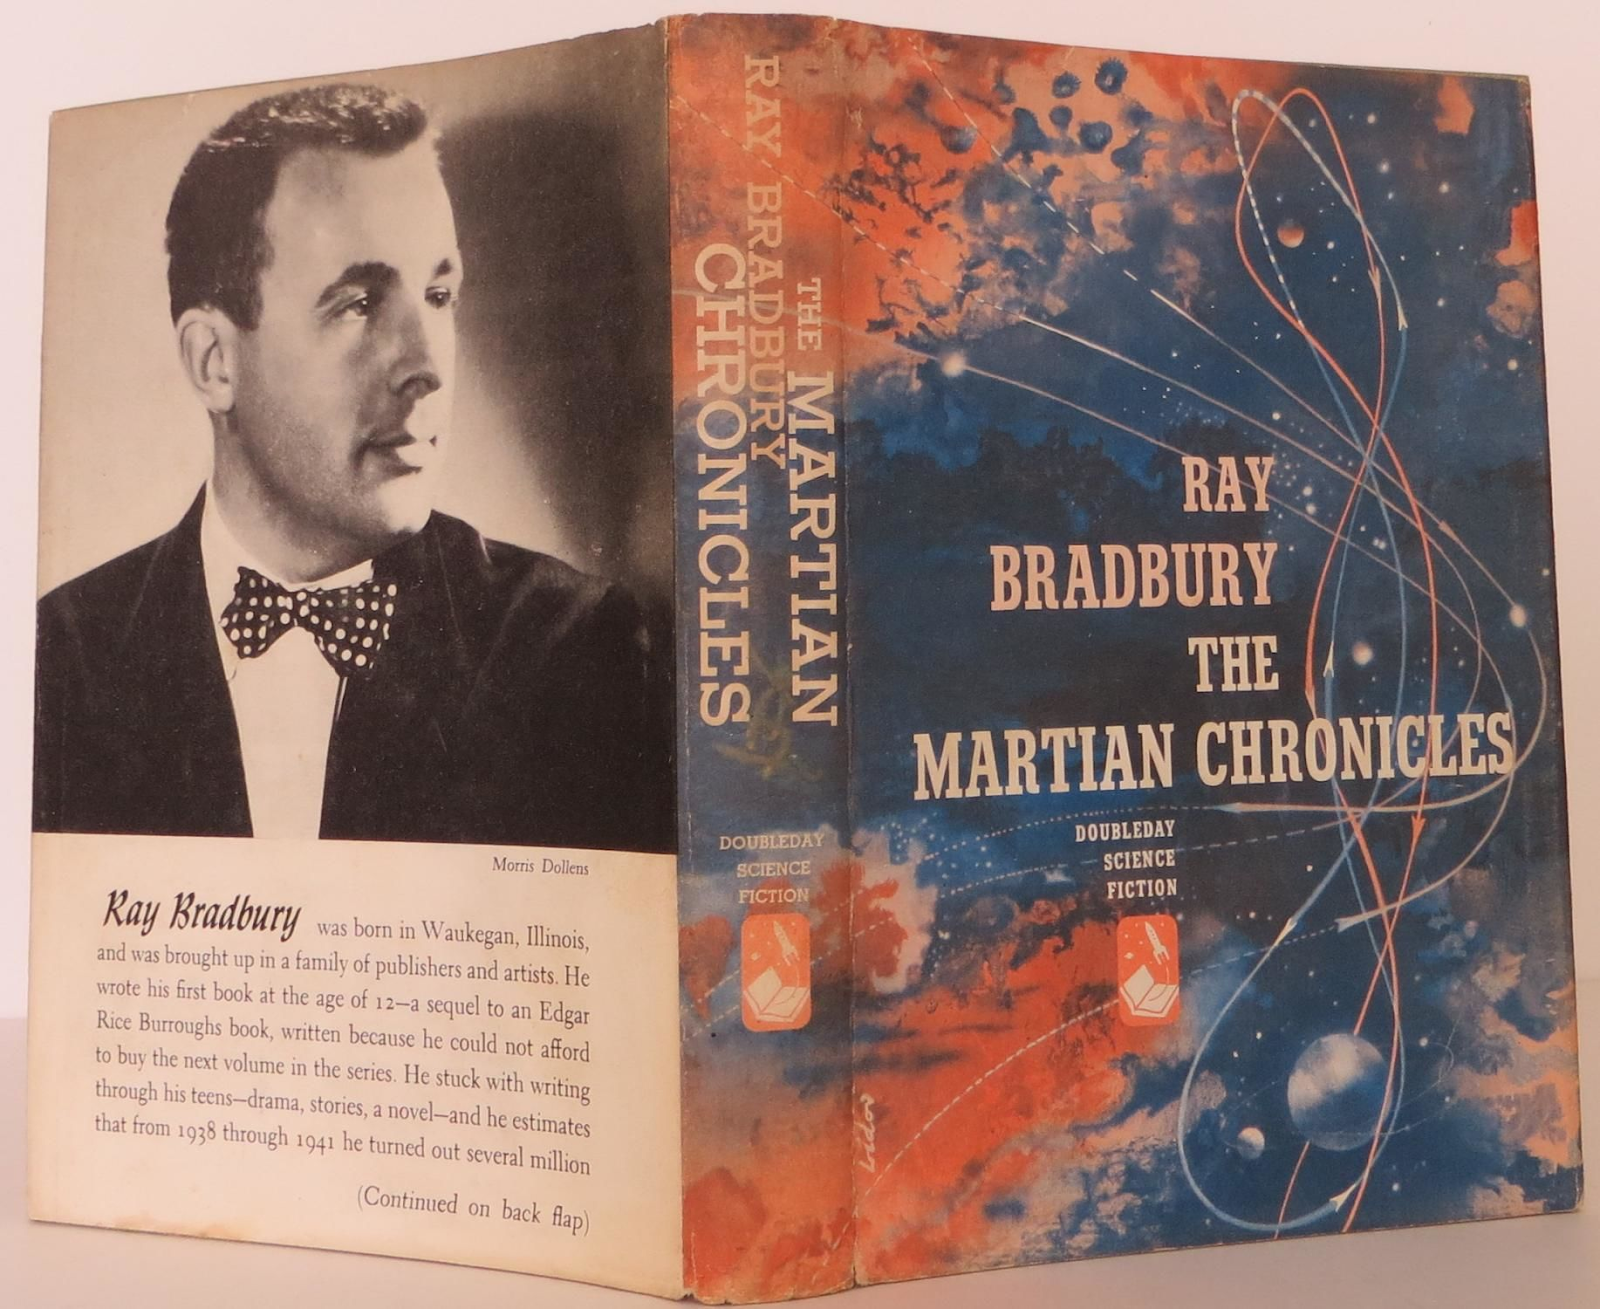 Morris Dollens
Ray Bradbury was born in Waukegan, Illinois,
and was brought up in a family of publishers and artists. He
wrote his first book at the age of 12—a sequel to an Edgar
Rice Burroughs book, written because he could not afford
to buy the next volume in the series. He stuck with writing
through his teens—drama, stories, a novel—and he estimates
that from 1938 through 1941 he turned out several million
(Continued on back flap)
RAY BRADBURY
THE MARTIAN
CHRONICLES
DOUBLEDAY
SCIENCE
FICTION
RAY
BRADBURY
THE
MARTIAN CHRONICLES
DOUBLEDAY
SCIENCE
FICTION